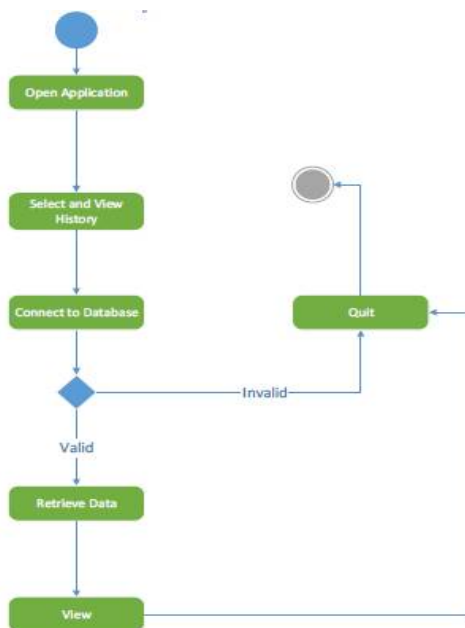 Open Application
Select and View
History
Connect to Database
Quit
Invalid
Valid
Retrieve Data
View